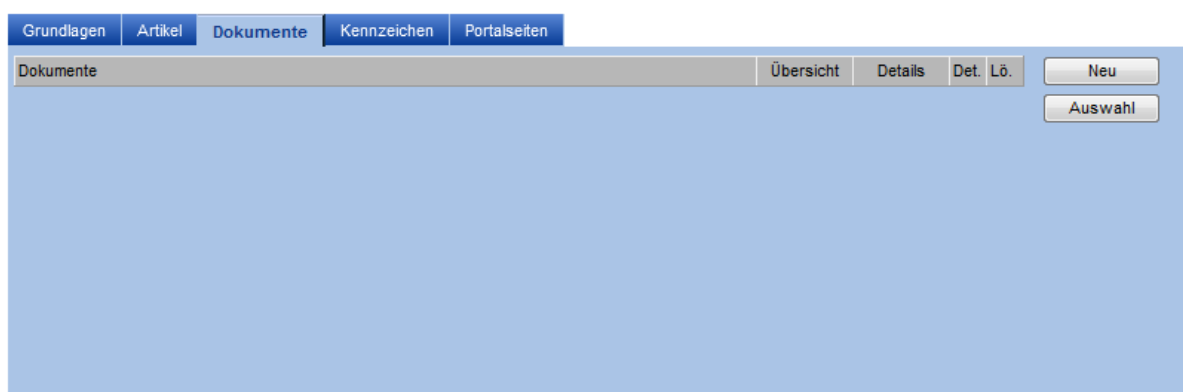 Grundlagen Artikel Dokumente Kennzeichen Portalseiten
Dokumente Übersicht Details Det. Lö. Neu
Auswahl